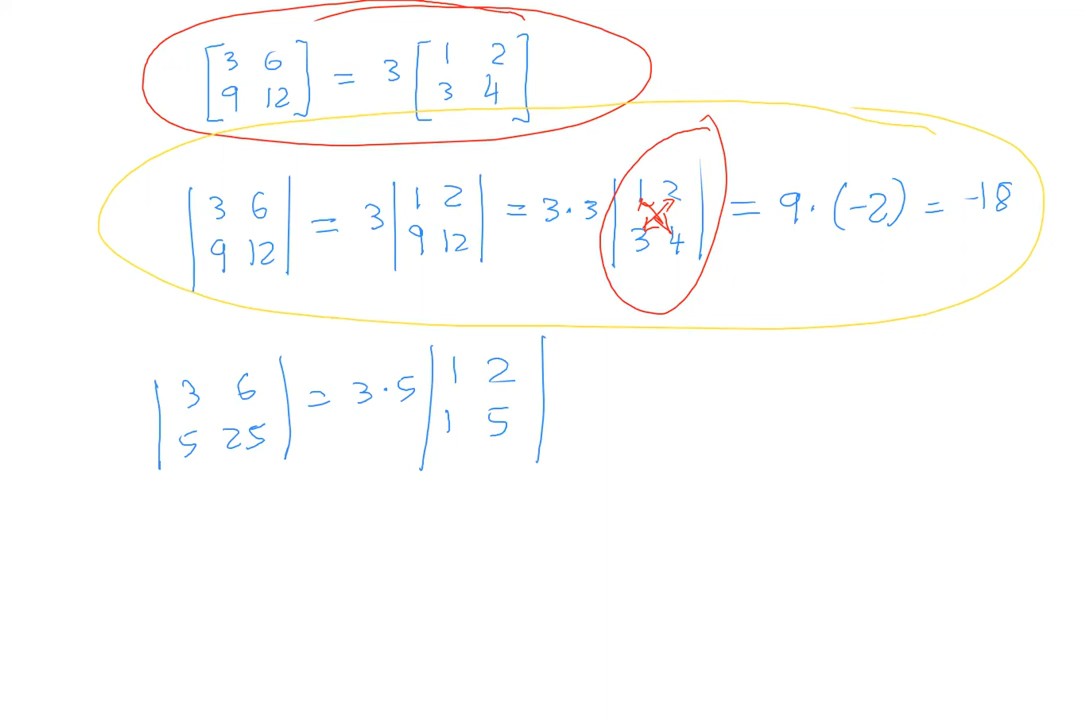 [3 6 = 3 [1 2
9 12] 3 4]
|3 6 9 12| = 3 |1 2 9 12| = 3·3 |1 2 3 4| = 9·(-2) = -18
|3 6 5 25| = 3·5 |1 2 1 5|